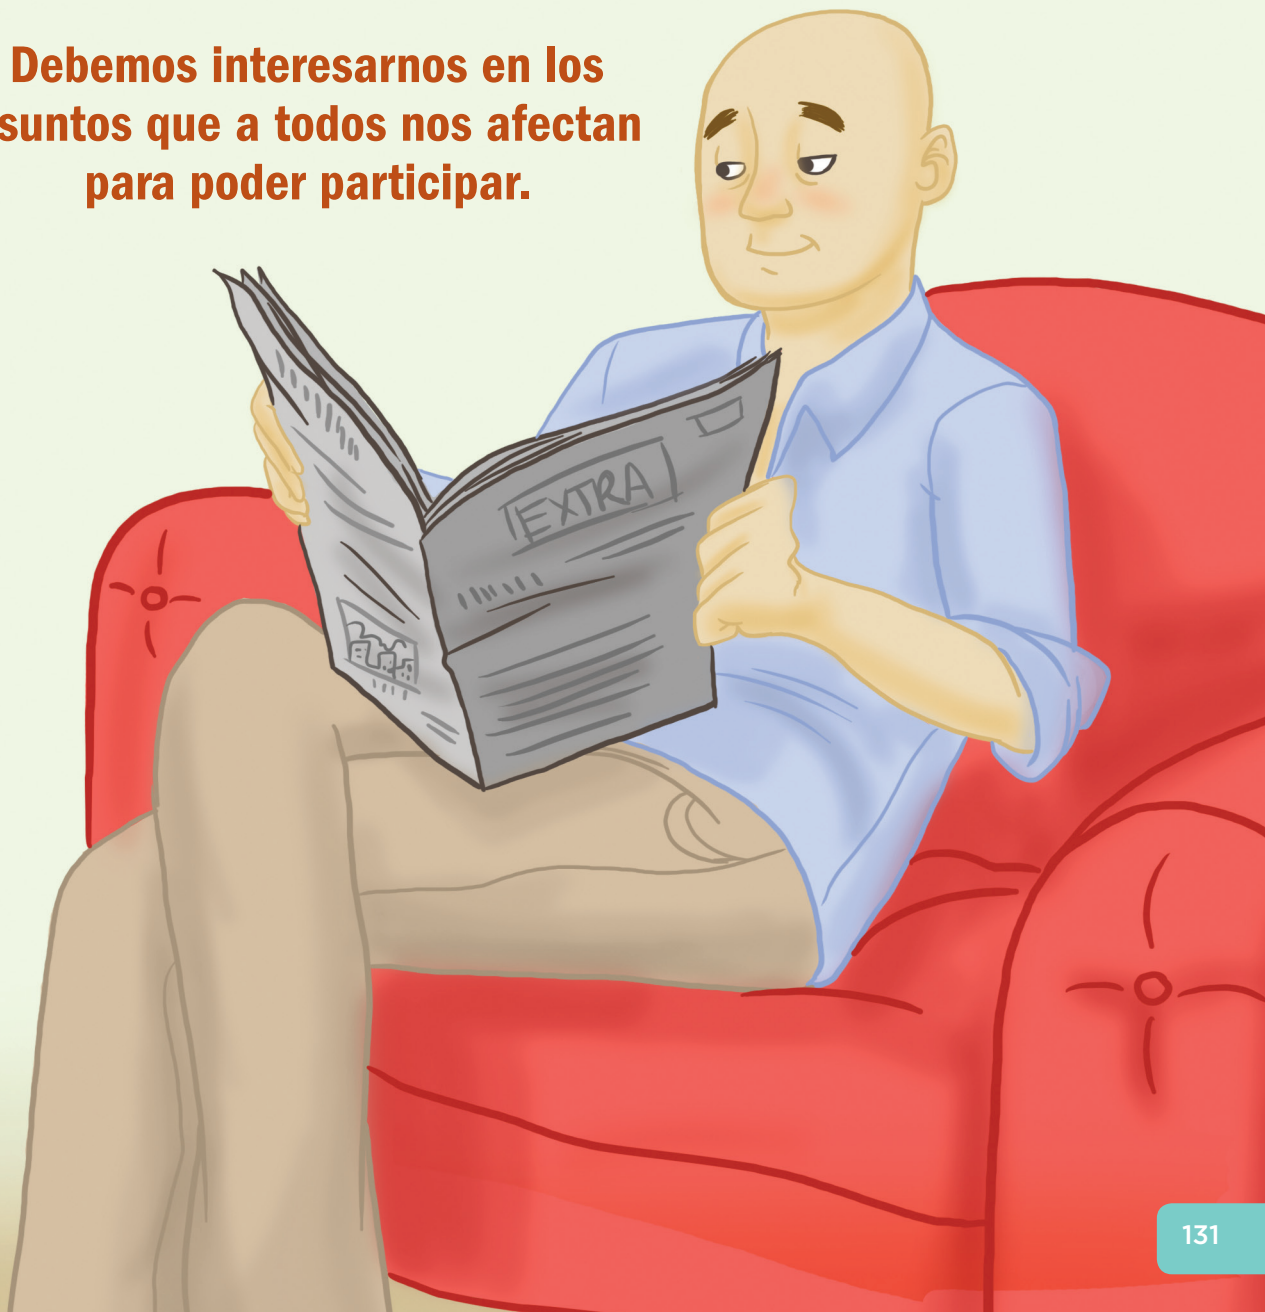 Debemos interesarnos en los
suntos que a todos nos afectan
para poder participar.
EXTRA
131